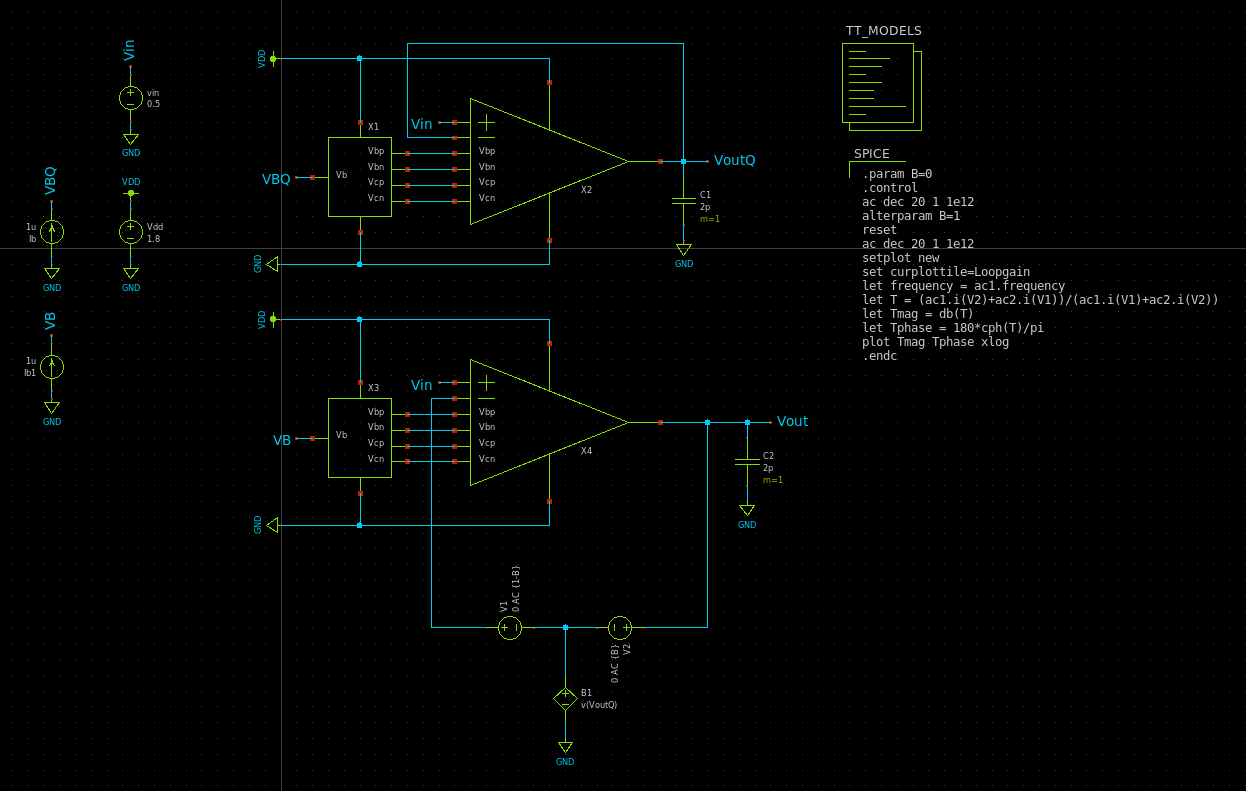 Vin
vin
0.5
GND
VDD
Vdd
1.8
GND
VBQ
1u
Ib
GND
VB
1u
Ib1
GND
VDD
X1
Vb
Vbp
Vbn
Vcp
Vcn
VBQ
Vin
Vbp
Vbn
Vcp
Vcn
X2
VoutQ
C1
2p
m=1
GND
GND
VDD
X3
Vb
Vbp
Vbn
Vcp
Vcn
VB
Vin
Vbp
Vbn
Vcp
Vcn
X4
Vout
C2
2p
m=1
GND
GND
V1
0 AC {1-B}
V2
0 AC {B}
B1
v(VoutQ)
GND
TT_MODELS
SPICE
.param B=0
.control
ac dec 20 1 1e12
alterparam B=1
reset
ac dec 20 1 1e12
setplot new
set curplottile=Loopgain
let frequency = ac1.frequency
let T = (ac1.i(V2)+ac2.i(V1))/(ac1.i(V1)+ac2.i(V2))
let Tmag = db(T)
let Tphase = 180*cph(T)/pi
plot Tmag Tphase xlog
.endc